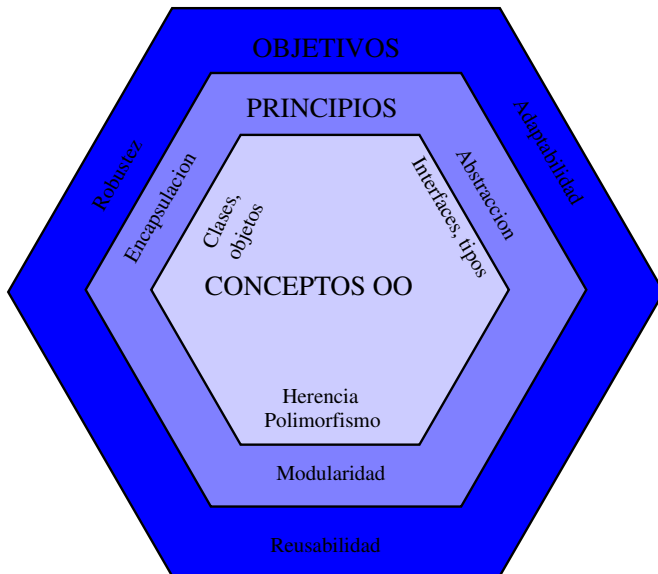 OBJETIVOS
PRINCIPIOS
Robustez
Adaptabilidad
Encapsulacion
Abstraccion
Clases,
objetos
Interfaces, tipos
CONCEPTOS OO
Herencia
Polimorfismo
Modularidad
Reusabilidad